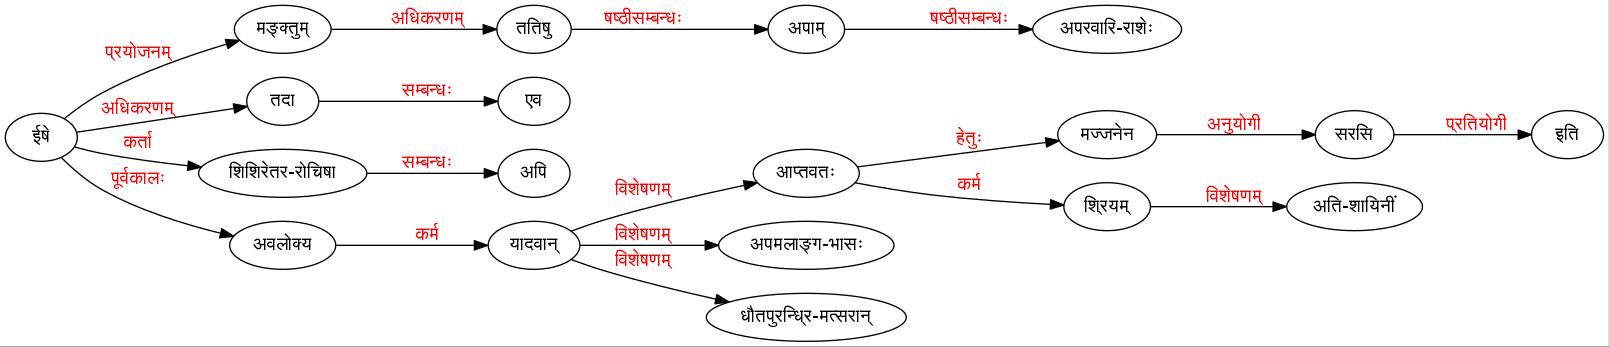 मङ्क्तुम् अधिकरणम् ततिषु षष्ठीसम्बन्धः अपाम् षष्ठीसम्बन्धः अपरवारि-राशेः
प्रयोजनम्
अधिकरणम् तदा सम्बन्धः एव
ईषे
कर्ता
शिशिरेतर-रोचिषा सम्बन्धः अपि
पूर्वकालः
अवलोक्य कर्म यादवान्
विशेषणम् आप्तवतः हेतुः मज्जनेन अनुयोगी सरसि प्रतियोगी इति
कर्म श्रियम् विशेषणम् अति-शायिनीं
विशेषणम् अपमलाङ्ग-भासः
विशेषणम् धौतपुरन्ध्रि-मत्सरान्